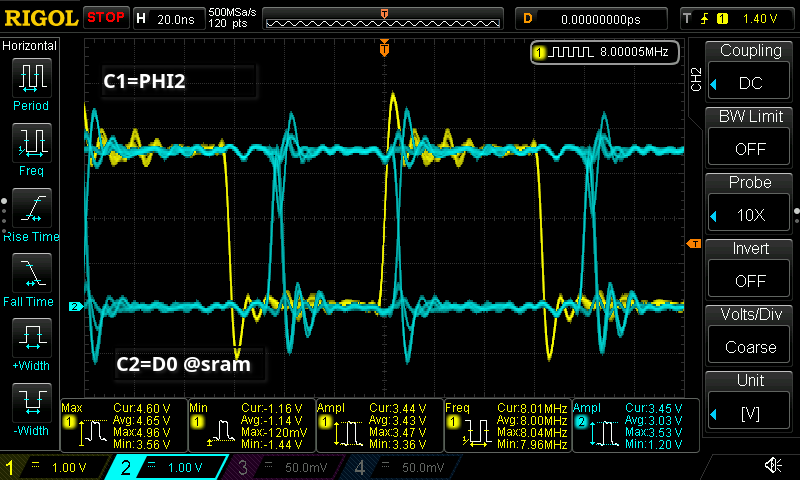 RIGOL STOP H 20.0ns 500MSa/s 120 pts T D 0.00000000ps T 1 1.40 V
Horizontal
Period
Freq
Rise Time
Fall Time
+Width
-Width
T
1 8.00005MHz
C1=PHI2
2
T
C2=D0 @sram
CH2
Coupling
DC
BW Limit
OFF
Probe
10X
Invert
OFF
Volts/Div
Coarse
Unit
[V]
Max
1
Cur:4.60 V
Avg:4.65 V
Max:4.96 V
Min:3.56 V
Min
1
Cur:-1.16 V
Avg:-1.14 V
Max:-120mV
Min:-1.44 V
Ampl
1
Cur:3.44 V
Avg:3.43 V
Max:3.47 V
Min:3.36 V
Freq
1
Cur:8.01MHz
Avg:8.00MHz
Max:8.04MHz
Min:7.96MHz
Ampl
2
Cur:3.45 V
Avg:3.03 V
Max:3.53 V
Min:1.20 V
1 1.00 V 2 1.00 V 3 50.0mV 4 50.0mV